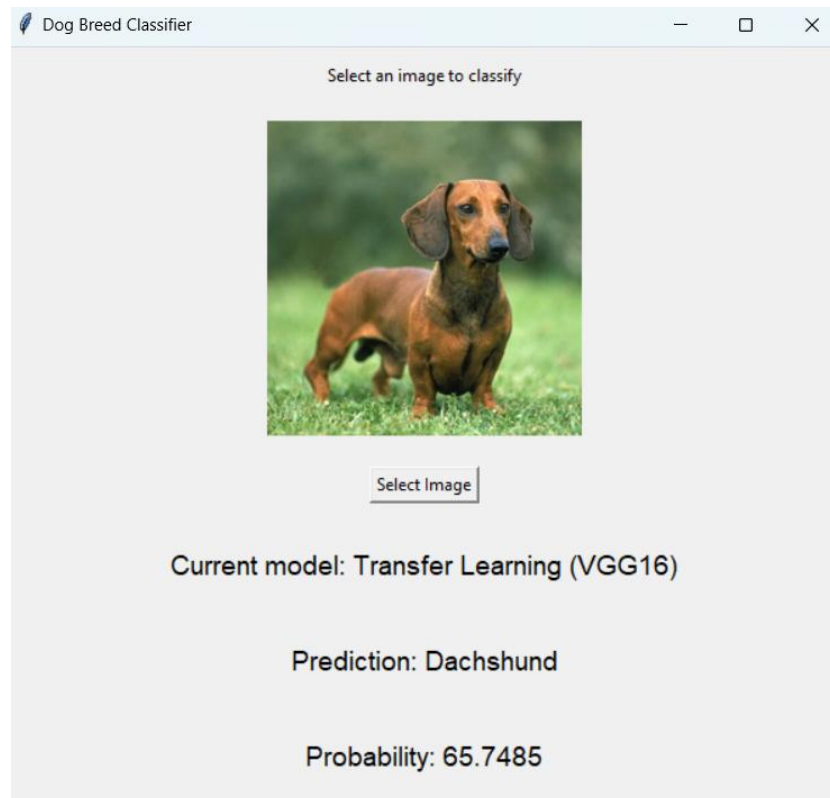 Dog Breed Classifier
Select an image to classify
Select Image
Current model: Transfer Learning (VGG16)
Prediction: Dachshund
Probability: 65.7485